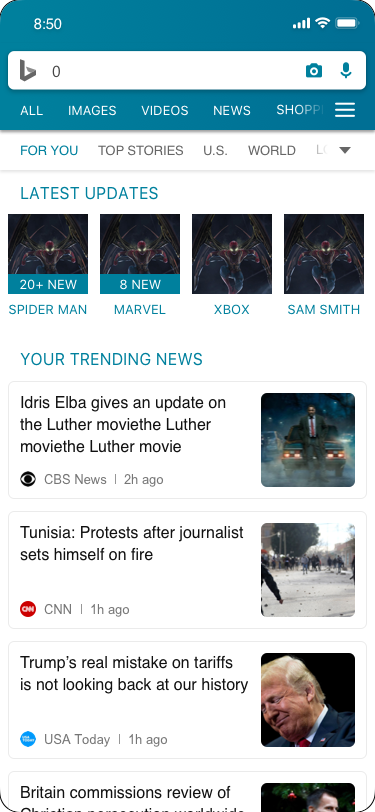 8:50
0
ALL IMAGES VIDEOS NEWS SHOPP
FOR YOU TOP STORIES U.S. WORLD
LATEST UPDATES
20+ NEW 8 NEW
SPIDER MAN MARVEL XBOX SAM SMITH
YOUR TRENDING NEWS
Idris Elba gives an update on
the Luther moviethe Luther
moviethe Luther movie
CBS News | 2h ago
Tunisia: Protests after journalist
sets himself on fire
CNN | 1h ago
Trump’s real mistake on tariffs
is not looking back at our history
USA Today | 1h ago
Britain commissions review of
Christian persecution worldwide